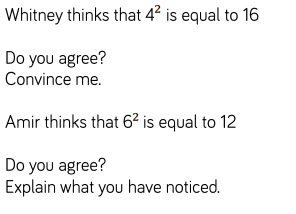 Whitney thinks that 4² is equal to 16
Do you agree?
Convince me.
Amir thinks that 6² is equal to 12
Do you agree?
Explain what you have noticed.